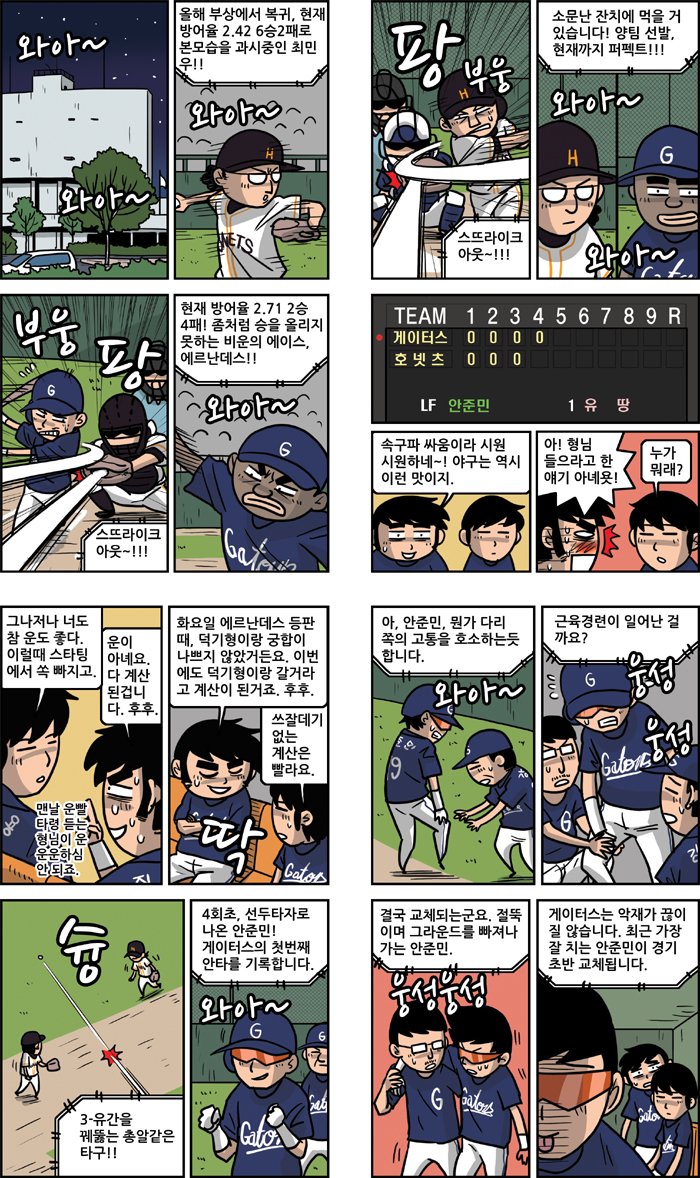 와아~
와아~
올해 부상에서 복귀, 현재
방어율 2.42 6승2패로
본모습을 과시중인 최민
우!!
와아~
H
NETS
부웅
팡
G
스뜨라이크
아웃~!!!
현재 방어율 2.71 2승
4패! 좀처럼 승을 올리지
못하는 비운의 에이스,
에르난데스!!
와아~
G
Gators
팡
부웅
H
스뜨라이크
아웃~!!!
소문난 잔치에 먹을 거
있습니다! 양팀 선발,
현재까지 퍼펙트!!!
와아~
H
G
와아~
TEAM 1 2 3 4 5 6 7 8 9 R
게이터스 0 0 0 0
호넷츠 0 0 0
LF 안준민 1 유 땅
속구파 싸움이라 시원
시원하네~! 야구는 역시
이런 맛이지.
아! 형님
들으라고 한
얘기 아녜욧!
누가
뭐래?
그나저나 너도
참 운도 좋다.
이럴때 스타팅
에서 쏙 빠지고.
운이
아녜요.
다 계산
된겁니
다. 후후.
맨날 운빨
타령 듣는
형님이 운
운운하심
안 되죠.
화요일 에르난데스 등판
때, 덕기형이랑 궁합이
나쁘지 않았거든요. 이번
에도 덕기형이랑 갈거라
고 계산이 된거죠. 후후.
쓰잘데기
없는
계산은
빨라요.
딱
Gators
슝
3-유간을
꿰뚫는 총알같은
타구!!
4회초, 선두타자로
나온 안준민!
게이터스의 첫번째
안타를 기록합니다.
와아~
G
Gators
아, 안준민, 뭔가 다리
쪽의 고통을 호소하는듯
합니다.
와아~
G
9
근육경련이 일어난 걸
까요?
웅성
웅성
G
Gators
G
결국 교체되는군요. 절뚝
이며 그라운드를 빠져나
가는 안준민.
웅성웅성
G
Gators
게이터스는 악재가 끊이
질 않습니다. 최근 가장
잘 치는 안준민이 경기
초반 교체됩니다.
G
Gators